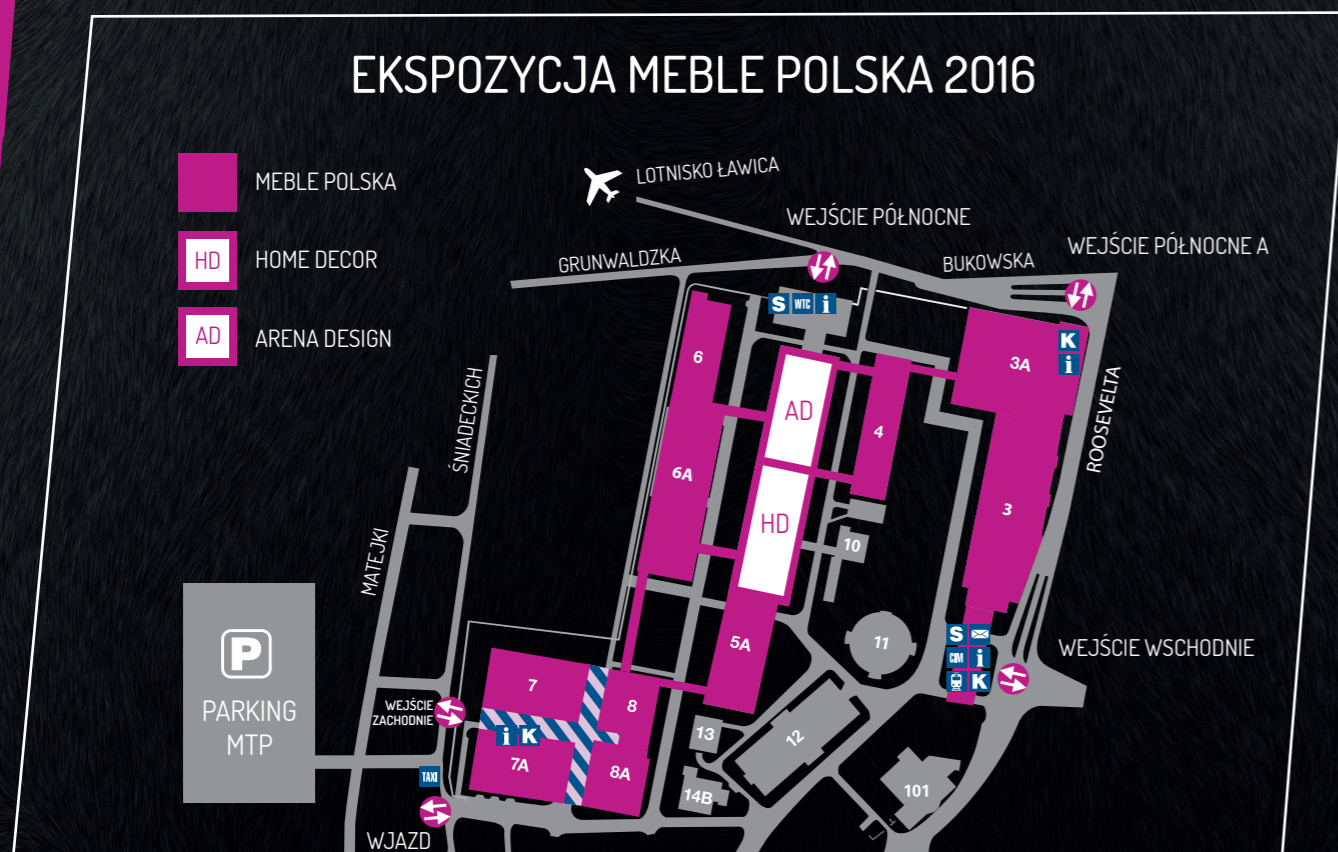 EKSPOZYCJA MEBLE POLSKA 2016
MEBLE POLSKA
HD
HOME DECOR
AD
ARENA DESIGN
LOTNISKO ŁAWICA
WEJŚCIE PÓŁNOCNE
WEJŚCIE PÓŁNOCNE A
GRUNWALDZKA
BUKOWSKA
S WTC i
K
i
6
3A
AD
4
ROOSEVELTA
ŚNIADECKICH
6A
3
HD
10
MATEJKI
5A
11
S
CIM i
K
WEJŚCIE WSCHODNIE
P
PARKING
MTP
7
8
WEJŚCIE
ZACHODNIE
i K
7A
8A
13
12
14B
101
TAXI
WJAZD